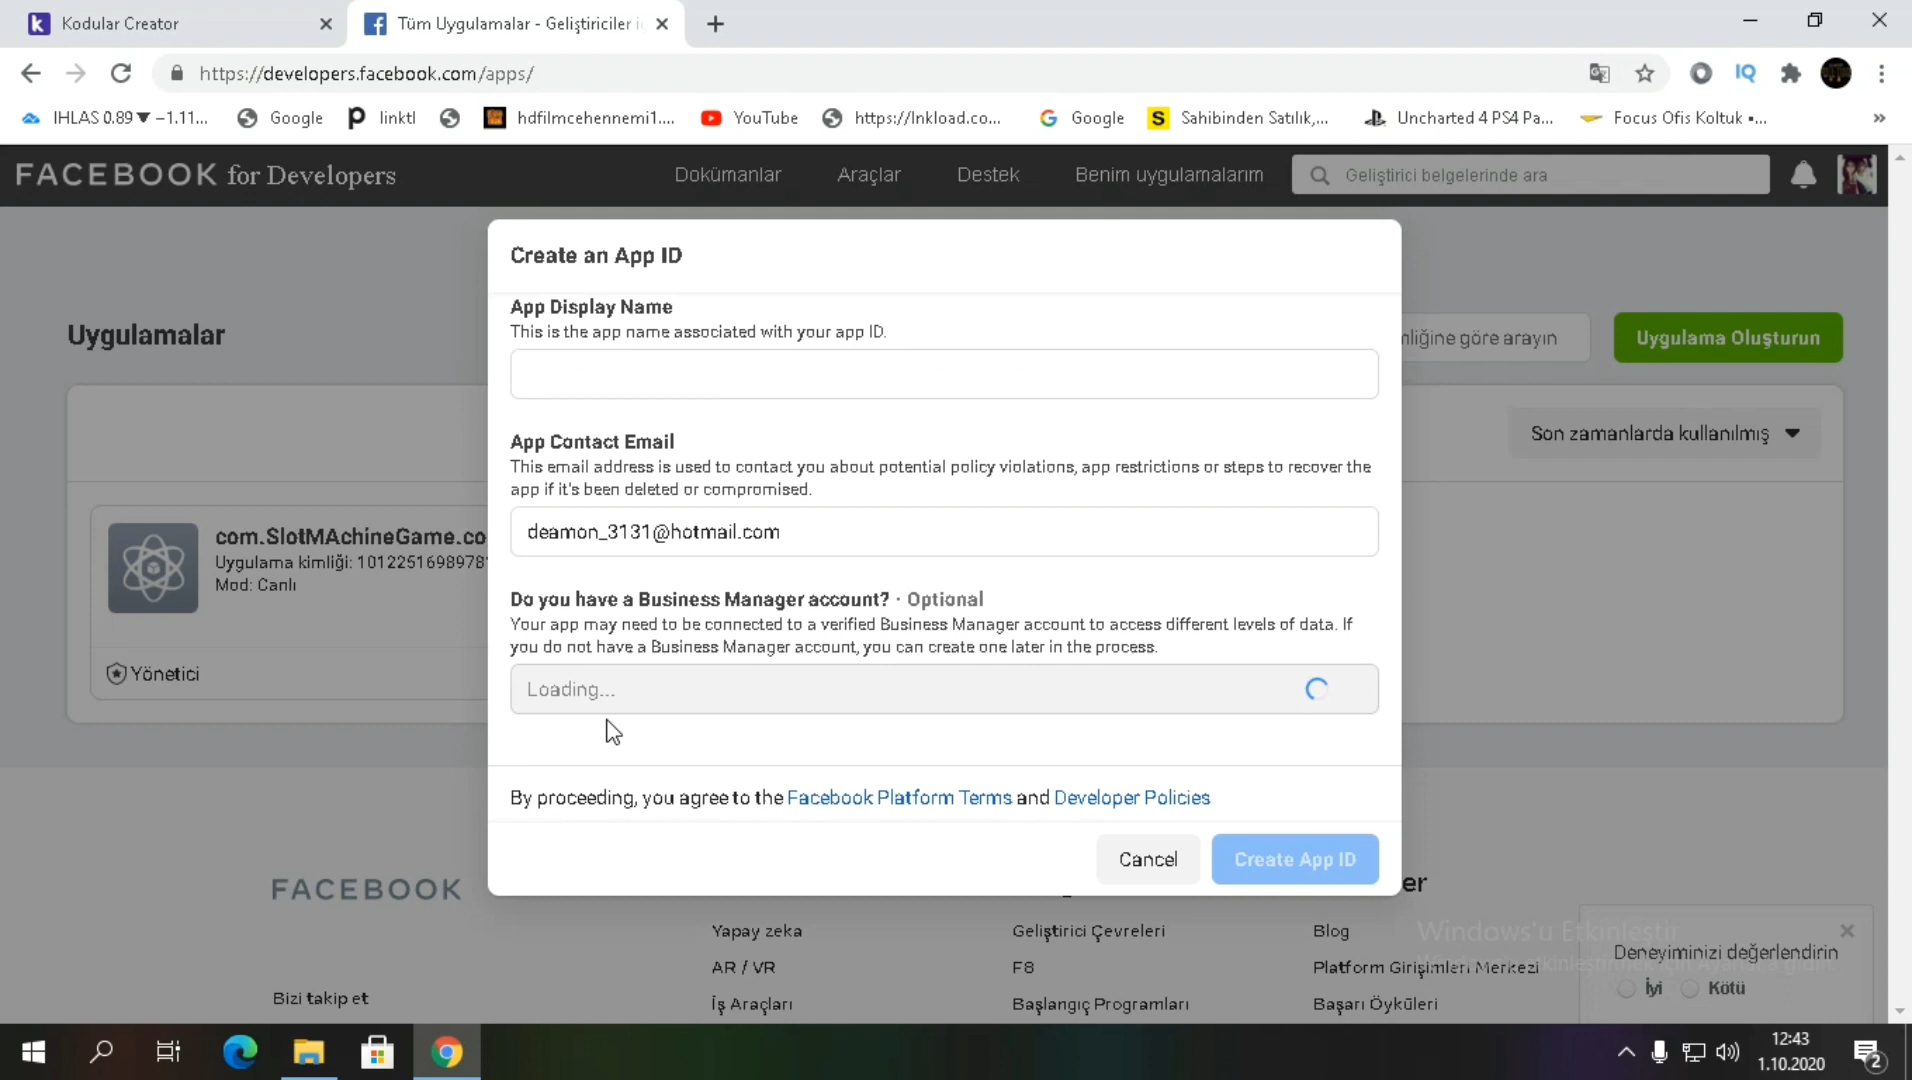 Kodular Creator
Tüm Uygulamalar - Geliştiriciler i
https://developers.facebook.com/apps/
IQ
IHLAS 0.89▼ −1.11...
Google
linktl
hdfilmcehennemi1....
YouTube
https://lnkload.co...
Google
Sahibinden Satılık,...
Uncharted 4 PS4 Pa...
Focus Ofis Koltuk •...
»
FACEBOOK for Developers
Dokümanlar
Araçlar
Destek
Benim uygulamalarım
Geliştirici belgelerinde ara
Create an App ID
App Display Name
This is the app name associated with your app ID.
Uygulamalar
mliğine göre arayın
Uygulama Oluşturun
App Contact Email
This email address is used to contact you about potential policy violations, app restrictions or steps to recover the
app if it's been deleted or compromised.
Son zamanlarda kullanılmış
deamon_3131@hotmail.com
com.SlotMAchineGame.co
Uygulama kimliği: 1012251698978
Mod: Canlı
Do you have a Business Manager account? · Optional
Your app may need to be connected to a verified Business Manager account to access different levels of data. If
you do not have a Business Manager account, you can create one later in the process.
Yönetici
Loading...
By proceeding, you agree to the Facebook Platform Terms and Developer Policies
Cancel
Create App ID
FACEBOOK
er
Yapay zeka
Geliştirici Çevreleri
Blog
Windows'u Etkinleştir
Deneyiminizi değerlendirin
AR / VR
F8
Platform Girişimleri Merkezi
İyi
Kötü
Bizi takip et
İş Araçları
Başlangıç Programları
Başarı Öyküleri
12:43
1.10.2020
2